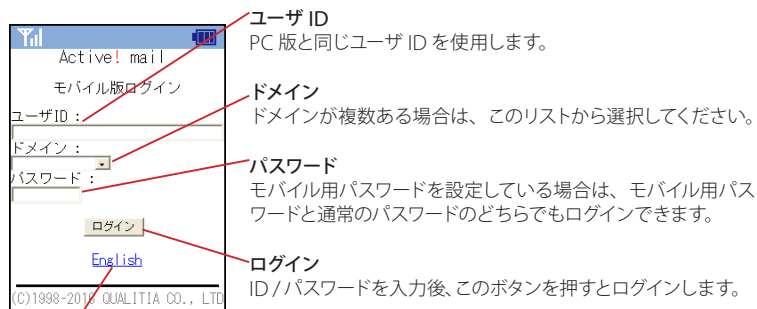 Active! mail
モバイル版ログイン
ユーザID：
ドメイン：
パスワード：
ログイン
English
(C)1998-2016 QUALITIA CO., LTD
ユーザ ID
PC 版と同じユーザ ID を使用します。
ドメイン
ドメインが複数ある場合は、このリストから選択してください。
パスワード
モバイル用パスワードを設定している場合は、モバイル用パス
ワードと通常のパスワードのどちらでもログインできます。
ログイン
ID / パスワードを入力後、このボタンを押すとログインします。